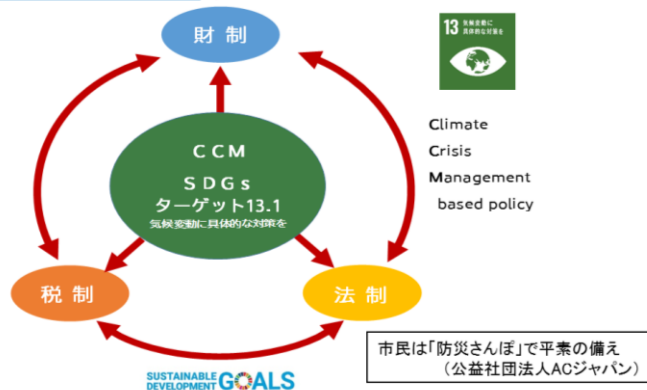 財制
13 気候変動に
具体的な対策を
CCM
SDGs
ターゲット13.1
気候変動に具体的な対策を
Climate
Crisis
Management
based policy
税制
法制
市民は「防災さんぽ」で平素の備え
(公益社団法人ACジャパン)
SUSTAINABLE
DEVELOPMENT GOALS